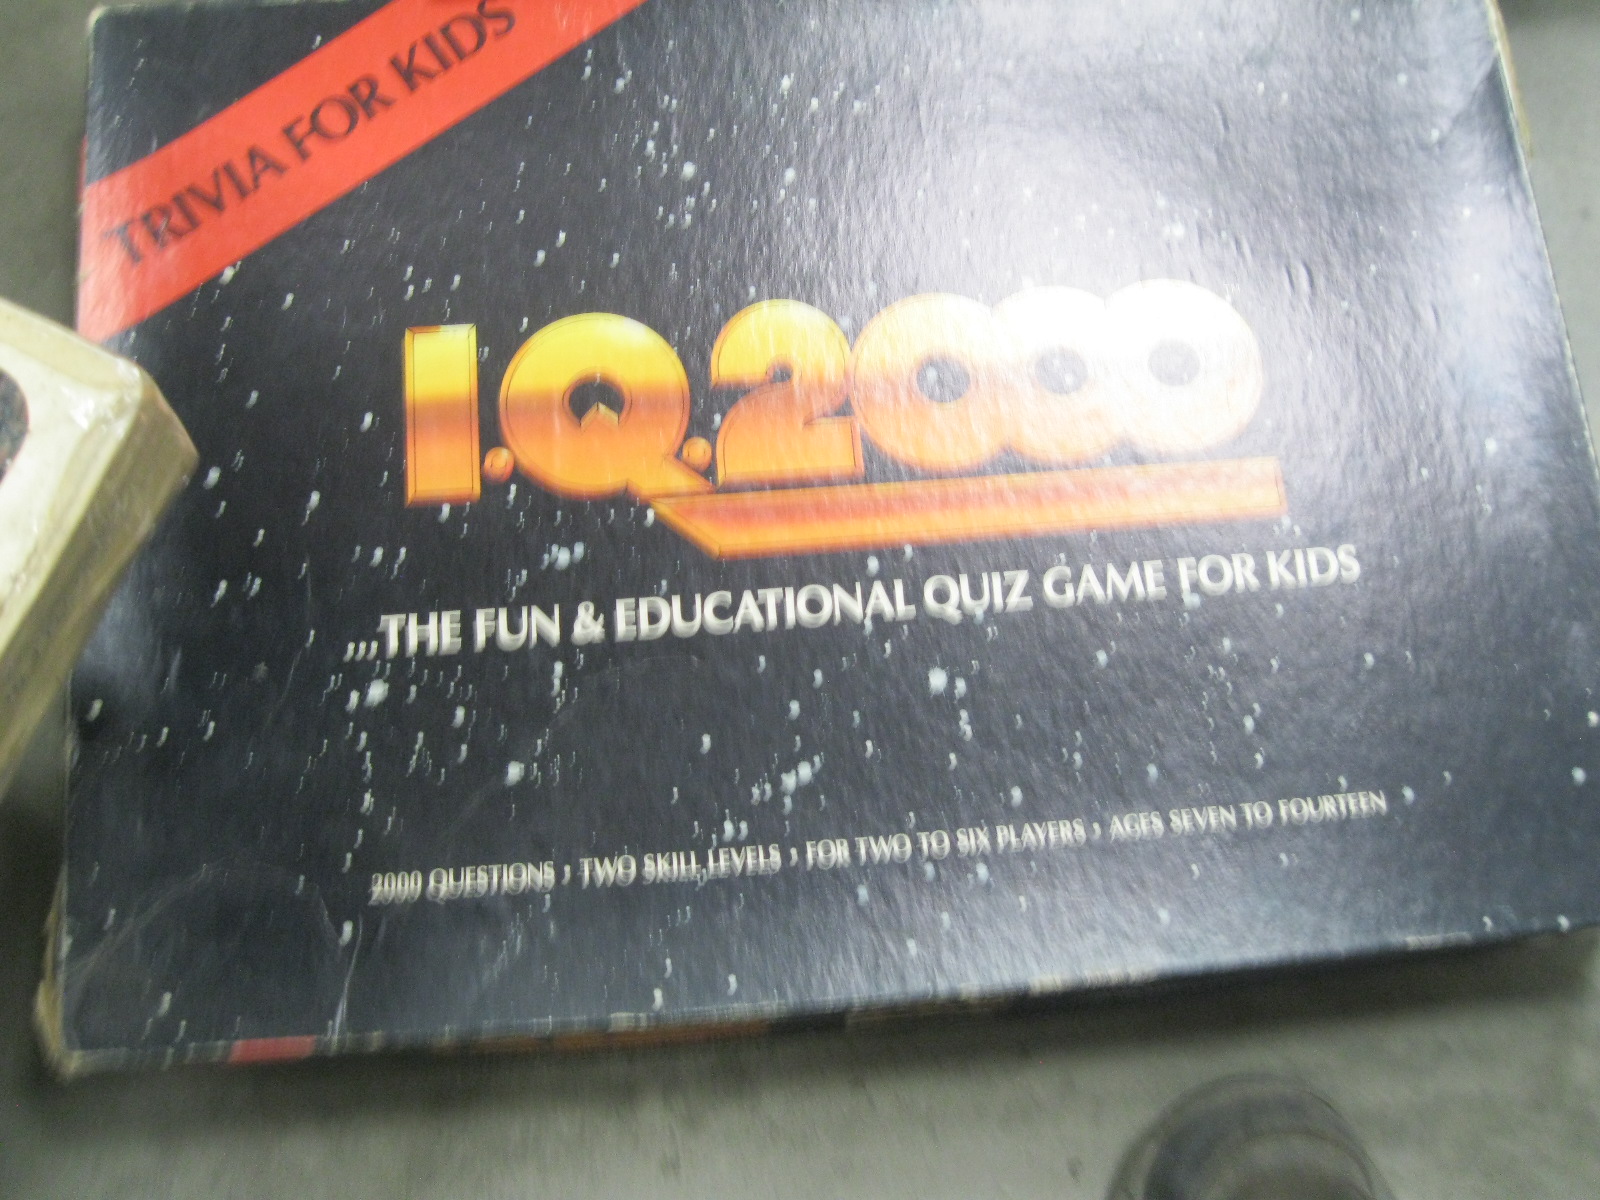 TRIVIA FOR KIDS
I.Q.2000
...THE FUN & EDUCATIONAL QUIZ GAME FOR KIDS
2000 QUESTIONS • TWO SKILL LEVELS • FOR TWO TO SIX PLAYERS • AGES SEVEN TO FOURTEEN